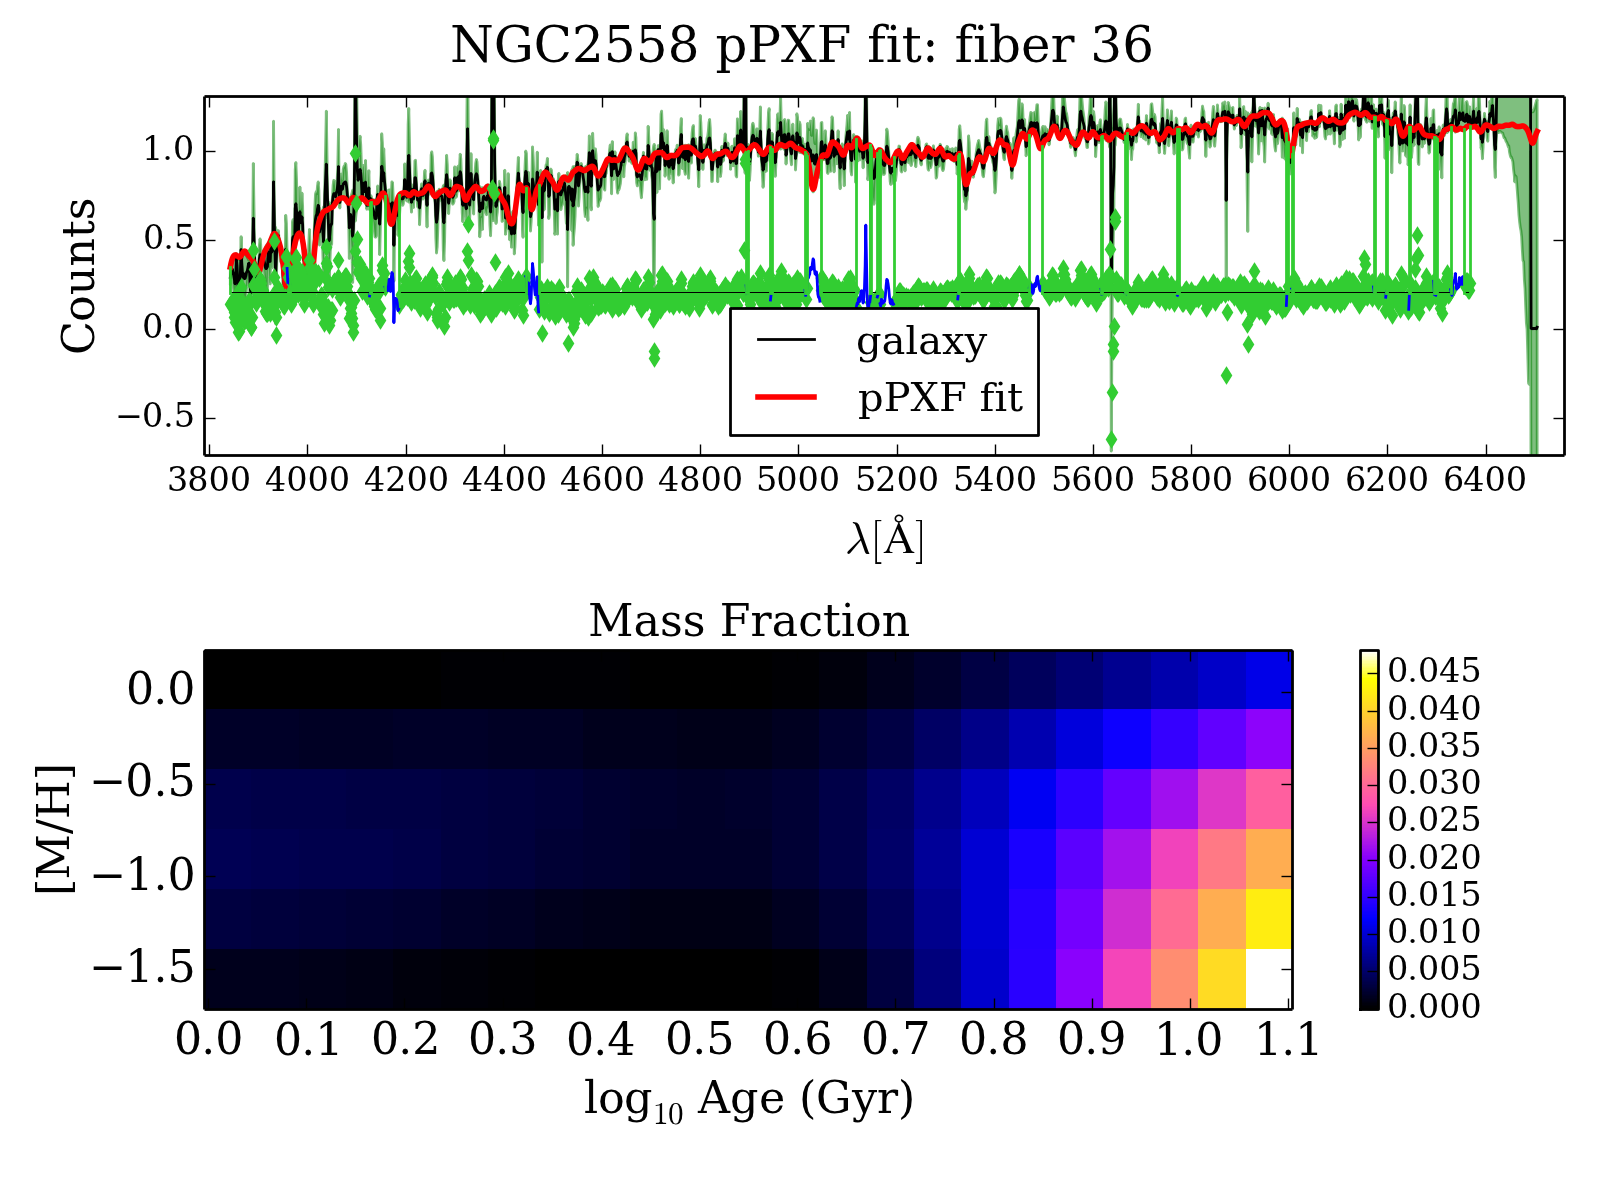 NGC2558 pPXF fit: fiber 36
Counts
1.0
0.5
0.0
−0.5
galaxy
pPXF fit
3800 4000 4200 4400 4600 4800 5000 5200 5400 5600 5800 6000 6200 6400
λ[Å]
Mass Fraction
[M/H]
0.0
−0.5
−1.0
−1.5
0.0 0.1 0.2 0.3 0.4 0.5 0.6 0.7 0.8 0.9 1.0 1.1
log₁₀ Age (Gyr)
0.045
0.040
0.035
0.030
0.025
0.020
0.015
0.010
0.005
0.000